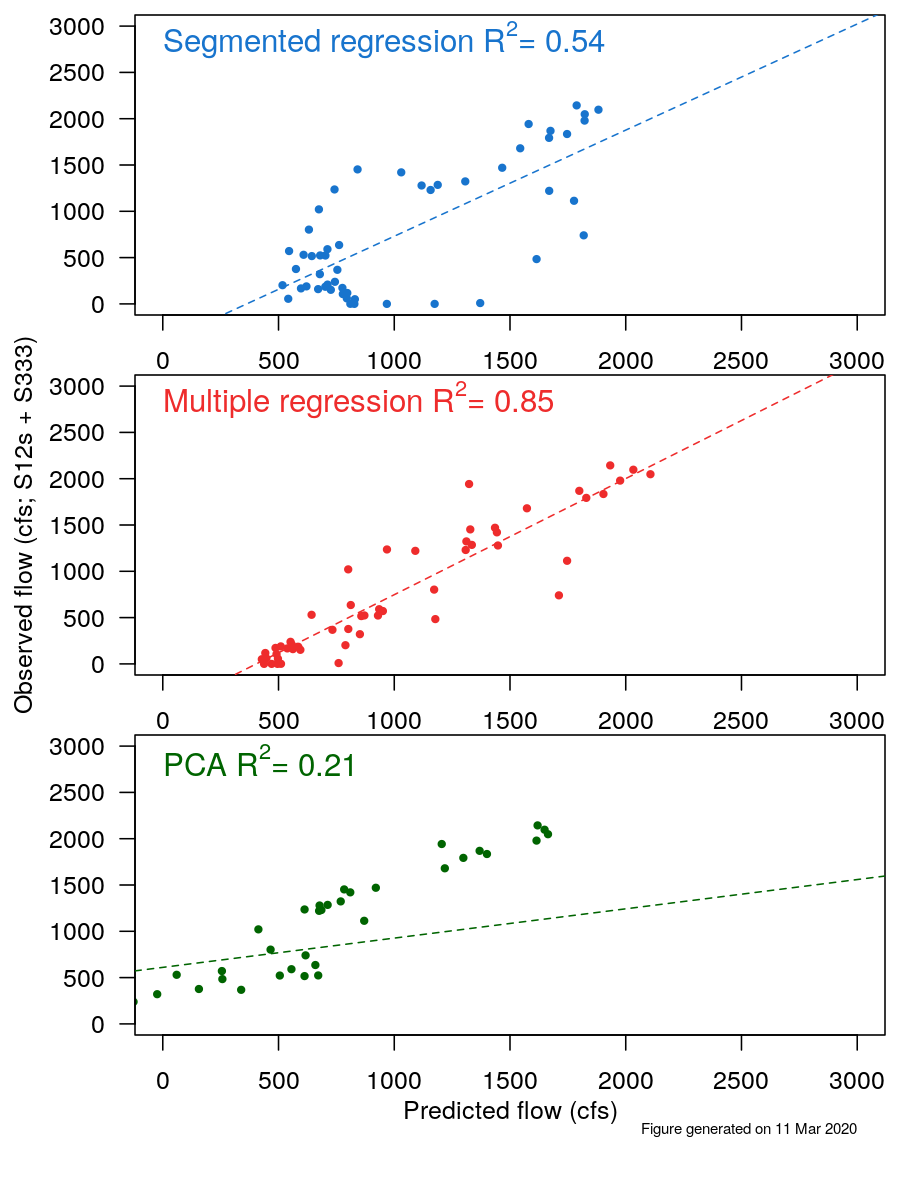 Segmented regression R2= 0.54
3000
2500
2000
1500
1000
500
0
0 500 1000 1500 2000 2500 3000
Multiple regression R2= 0.85
3000
2500
2000
1500
1000
500
0
0 500 1000 1500 2000 2500 3000
Observed flow (cfs; S12s + S333)
PCA R2= 0.21
3000
2500
2000
1500
1000
500
0
0 500 1000 1500 2000 2500 3000
Predicted flow (cfs)
Figure generated on 11 Mar 2020